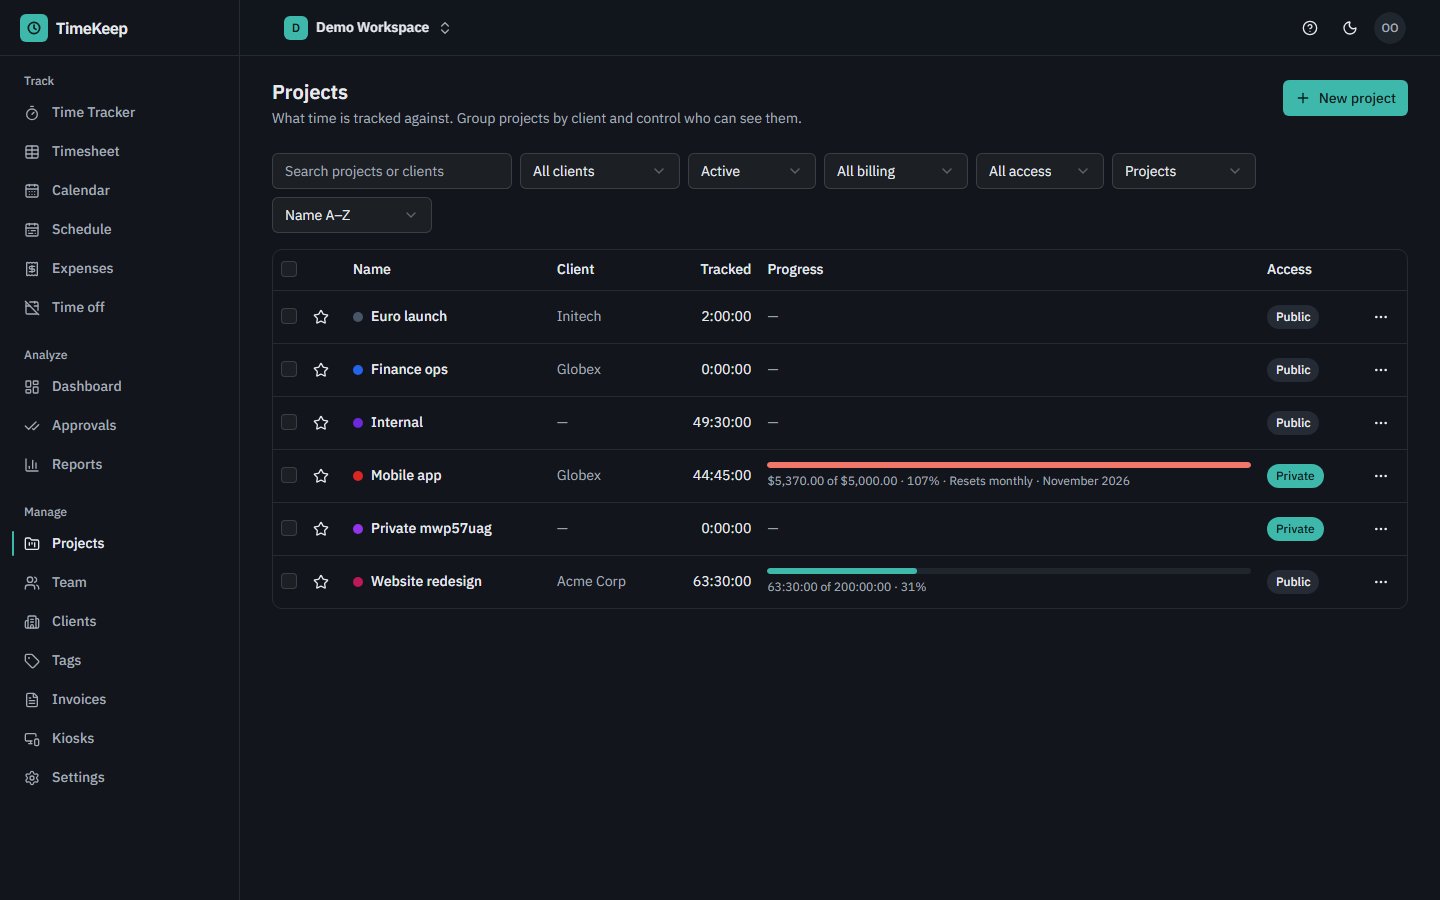 TimeKeep
D Demo Workspace
OO
Track
Time Tracker
Timesheet
Calendar
Schedule
Expenses
Time off
Analyze
Dashboard
Approvals
Reports
Manage
Projects
Team
Clients
Tags
Invoices
Kiosks
Settings
Projects
What time is tracked against. Group projects by client and control who can see them.
New project
Search projects or clients All clients Active All billing All access Projects
Name A–Z
Name Client Tracked Progress Access
Euro launch Initech 2:00:00 — Public
Finance ops Globex 0:00:00 — Public
Internal — 49:30:00 — Public
Mobile app Globex 44:45:00 $5,370.00 of $5,000.00 · 107% · Resets monthly · November 2026 Private
Private mwp57uag — 0:00:00 — Private
Website redesign Acme Corp 63:30:00 63:30:00 of 200:00:00 · 31% Public